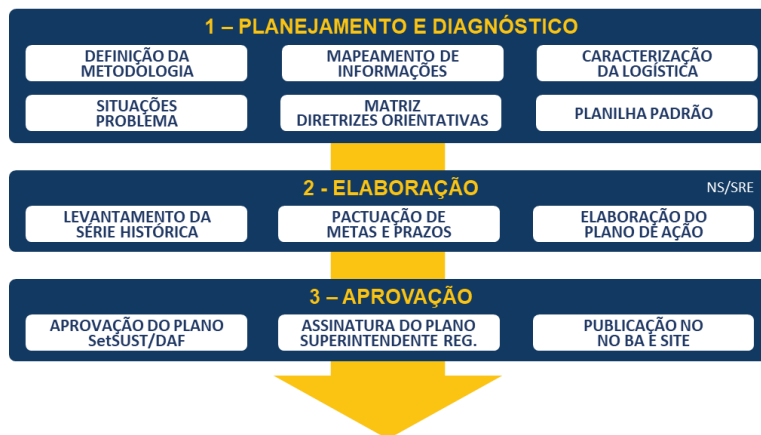 1 – PLANEJAMENTO E DIAGNÓSTICO
DEFINIÇÃO DA
METODOLOGIA
MAPEAMENTO DE
INFORMAÇÕES
CARACTERIZAÇÃO
DA LOGÍSTICA
SITUAÇÕES
PROBLEMA
MATRIZ
DIRETRIZES ORIENTATIVAS
PLANILHA PADRÃO
2 - ELABORAÇÃO
NS/SRE
LEVANTAMENTO DA
SÉRIE HISTÓRICA
PACTUAÇÃO DE
METAS E PRAZOS
ELABORAÇÃO DO
PLANO DE AÇÃO
3 – APROVAÇÃO
APROVAÇÃO DO PLANO
SetSUST/DAF
ASSINATURA DO PLANO
SUPERINTENDENTE REG.
PUBLICAÇÃO NO
NO BA E SITE